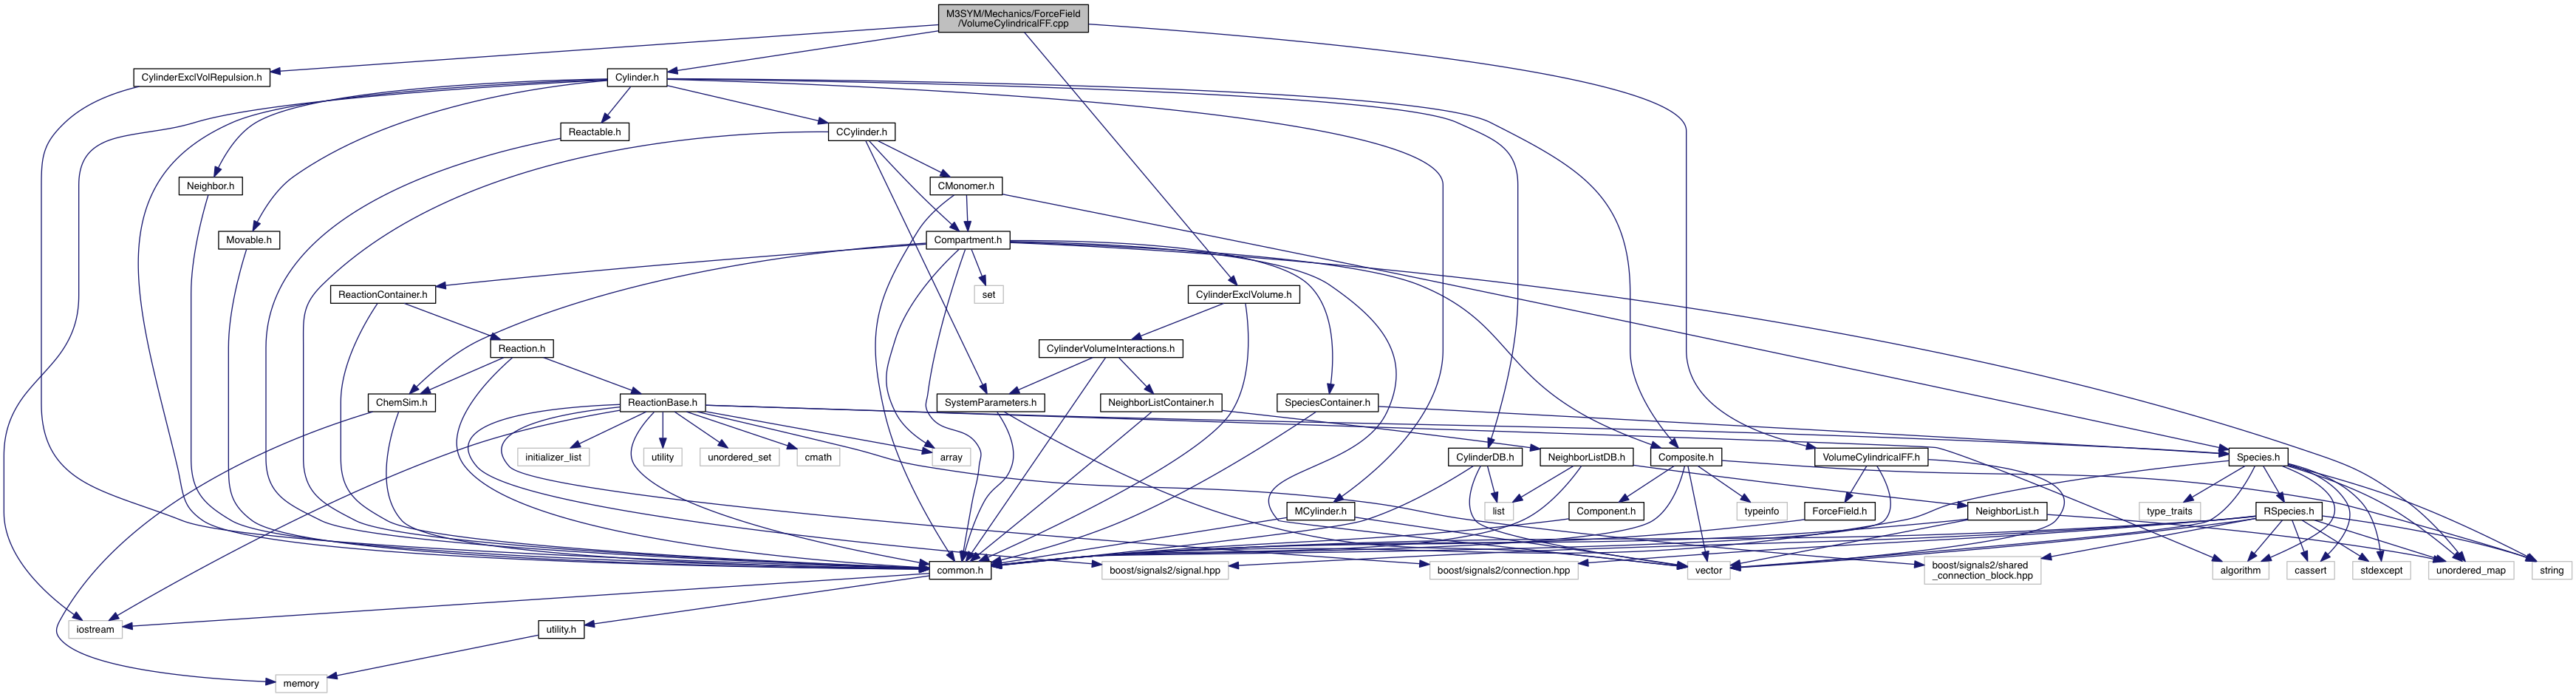 M3SYM/Mechanics/ForceField
/VolumeCylindricalFF.cpp
CylinderExclVolRepulsion.h
Cylinder.h
Reactable.h
CCylinder.h
Neighbor.h
CMonomer.h
Movable.h
Compartment.h
ReactionContainer.h
set
CylinderExclVolume.h
Reaction.h
CylinderVolumeInteractions.h
ChemSim.h
ReactionBase.h
SystemParameters.h
NeighborListContainer.h
SpeciesContainer.h
initializer_list
utility
unordered_set
cmath
array
CylinderDB.h
NeighborListDB.h
Composite.h
VolumeCylindricalFF.h
Species.h
MCylinder.h
list
Component.h
typeinfo
ForceField.h
NeighborList.h
type_traits
RSpecies.h
common.h
boost/signals2/signal.hpp
boost/signals2/connection.hpp
vector
boost/signals2/shared
_connection_block.hpp
algorithm
cassert
stdexcept
unordered_map
string
iostream
utility.h
memory